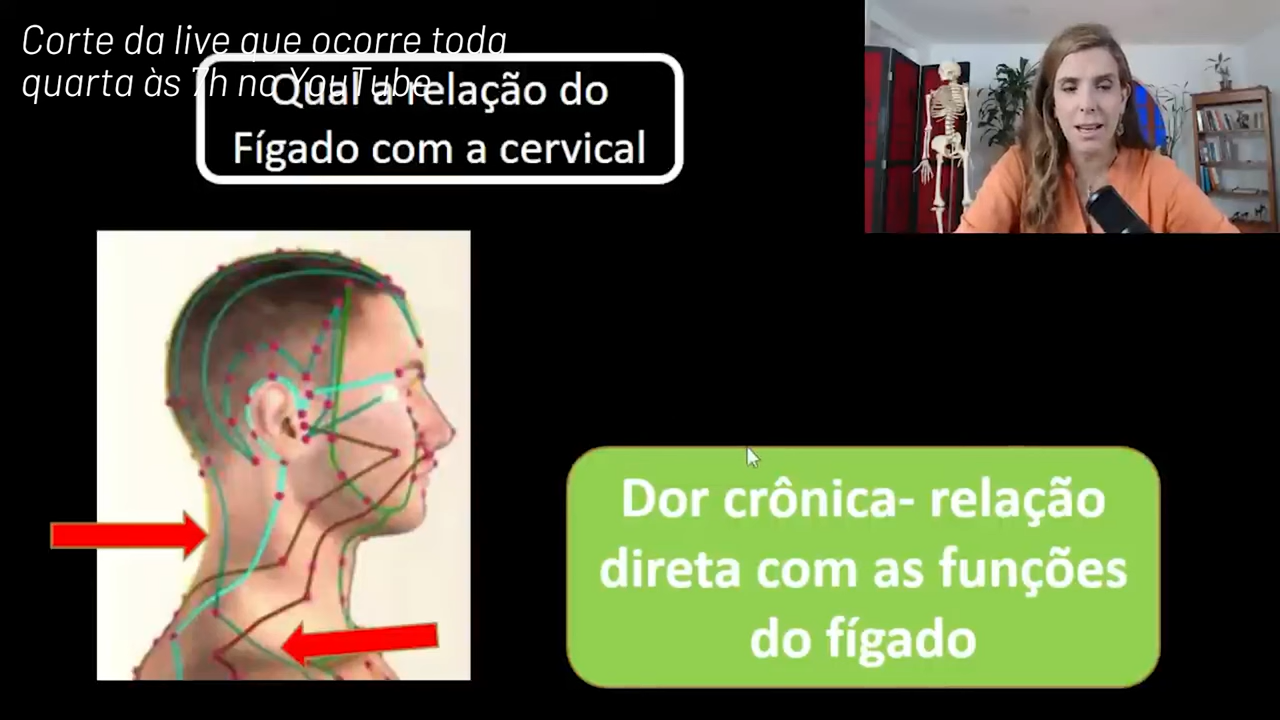 Corte da live que ocorre toda
quarta às 7h no YouTube
Qual a relação do
Fígado com a cervical
Dor crônica- relação
direta com as funções
do fígado